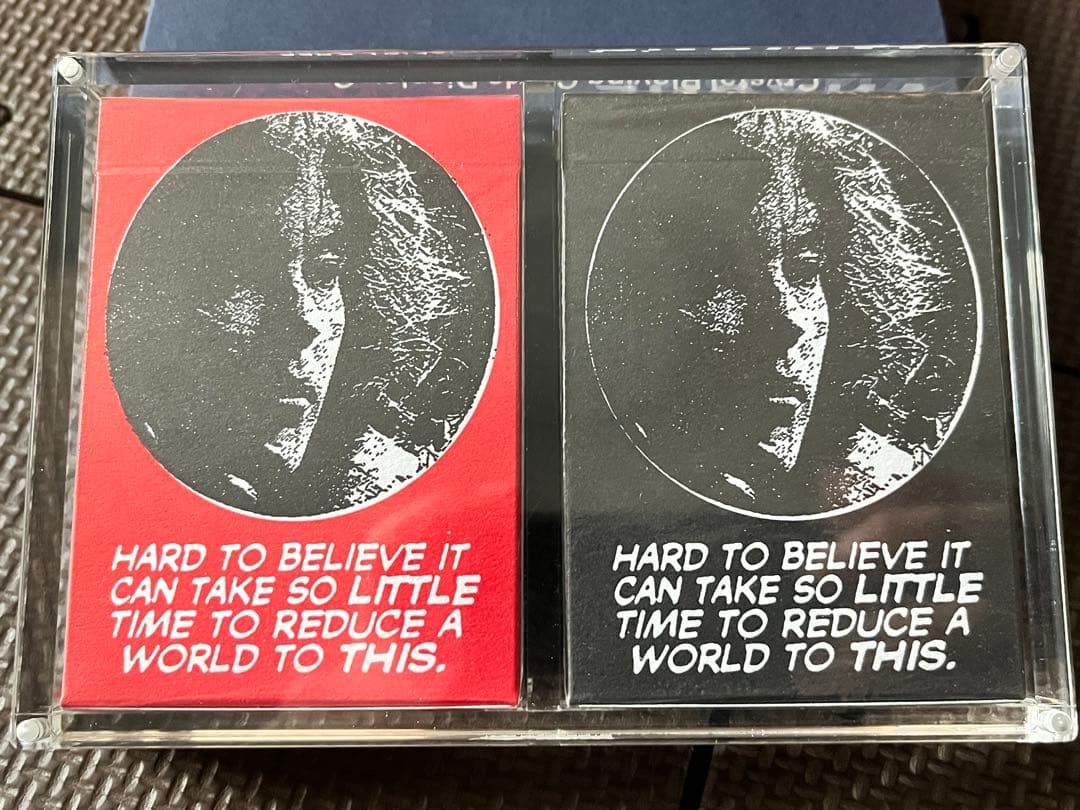 HARD TO BELIEVE IT
CAN TAKE SO LITTLE
TIME TO REDUCE A
WORLD TO THIS.
HARD TO BELIEVE IT
CAN TAKE SO LITTLE
TIME TO REDUCE A
WORLD TO THIS.